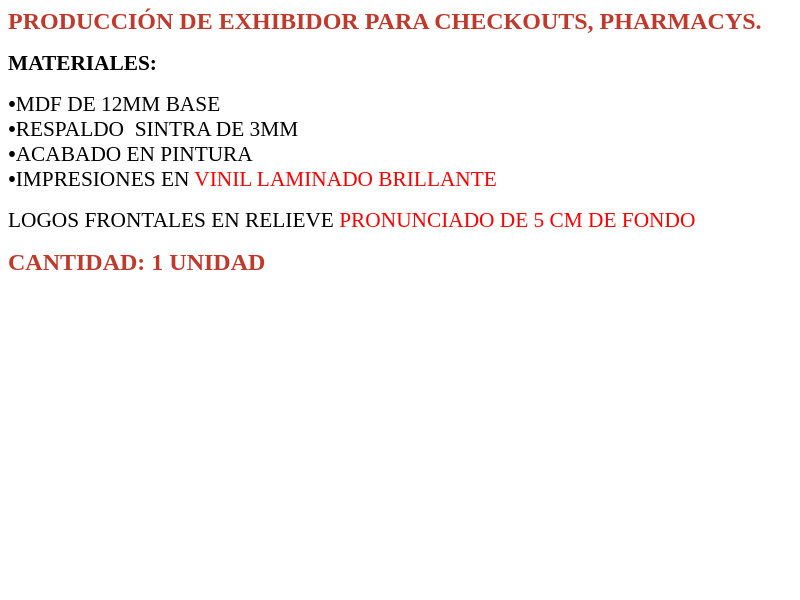 PRODUCCIÓN DE EXHIBIDOR PARA CHECKOUTS, PHARMACYS.
MATERIALES:
•MDF DE 12MM BASE
•RESPALDO  SINTRA DE 3MM
•ACABADO EN PINTURA
•IMPRESIONES EN VINIL LAMINADO BRILLANTE
LOGOS FRONTALES EN RELIEVE PRONUNCIADO DE 5 CM DE FONDO
CANTIDAD: 1 UNIDAD